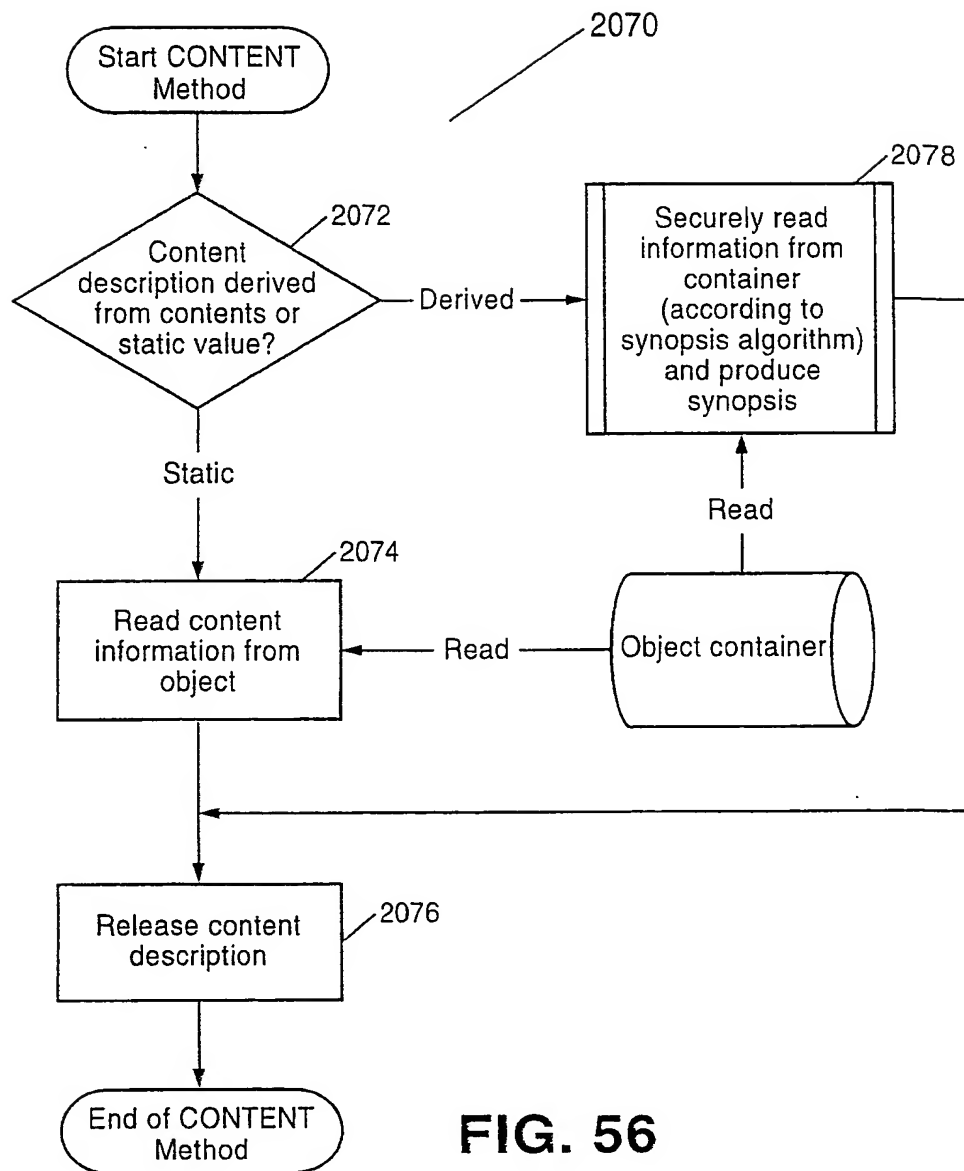 2070
Start CONTENT
Method
2072
Content
description derived
from contents or
static value?
Derived
2078
Securely read
information from
container
(according to
synopsis algorithm)
and produce
synopsis
Static
Read
2074
Read content
information from
object
Read
Object container
2076
Release content
description
End of CONTENT
Method
FIG. 56